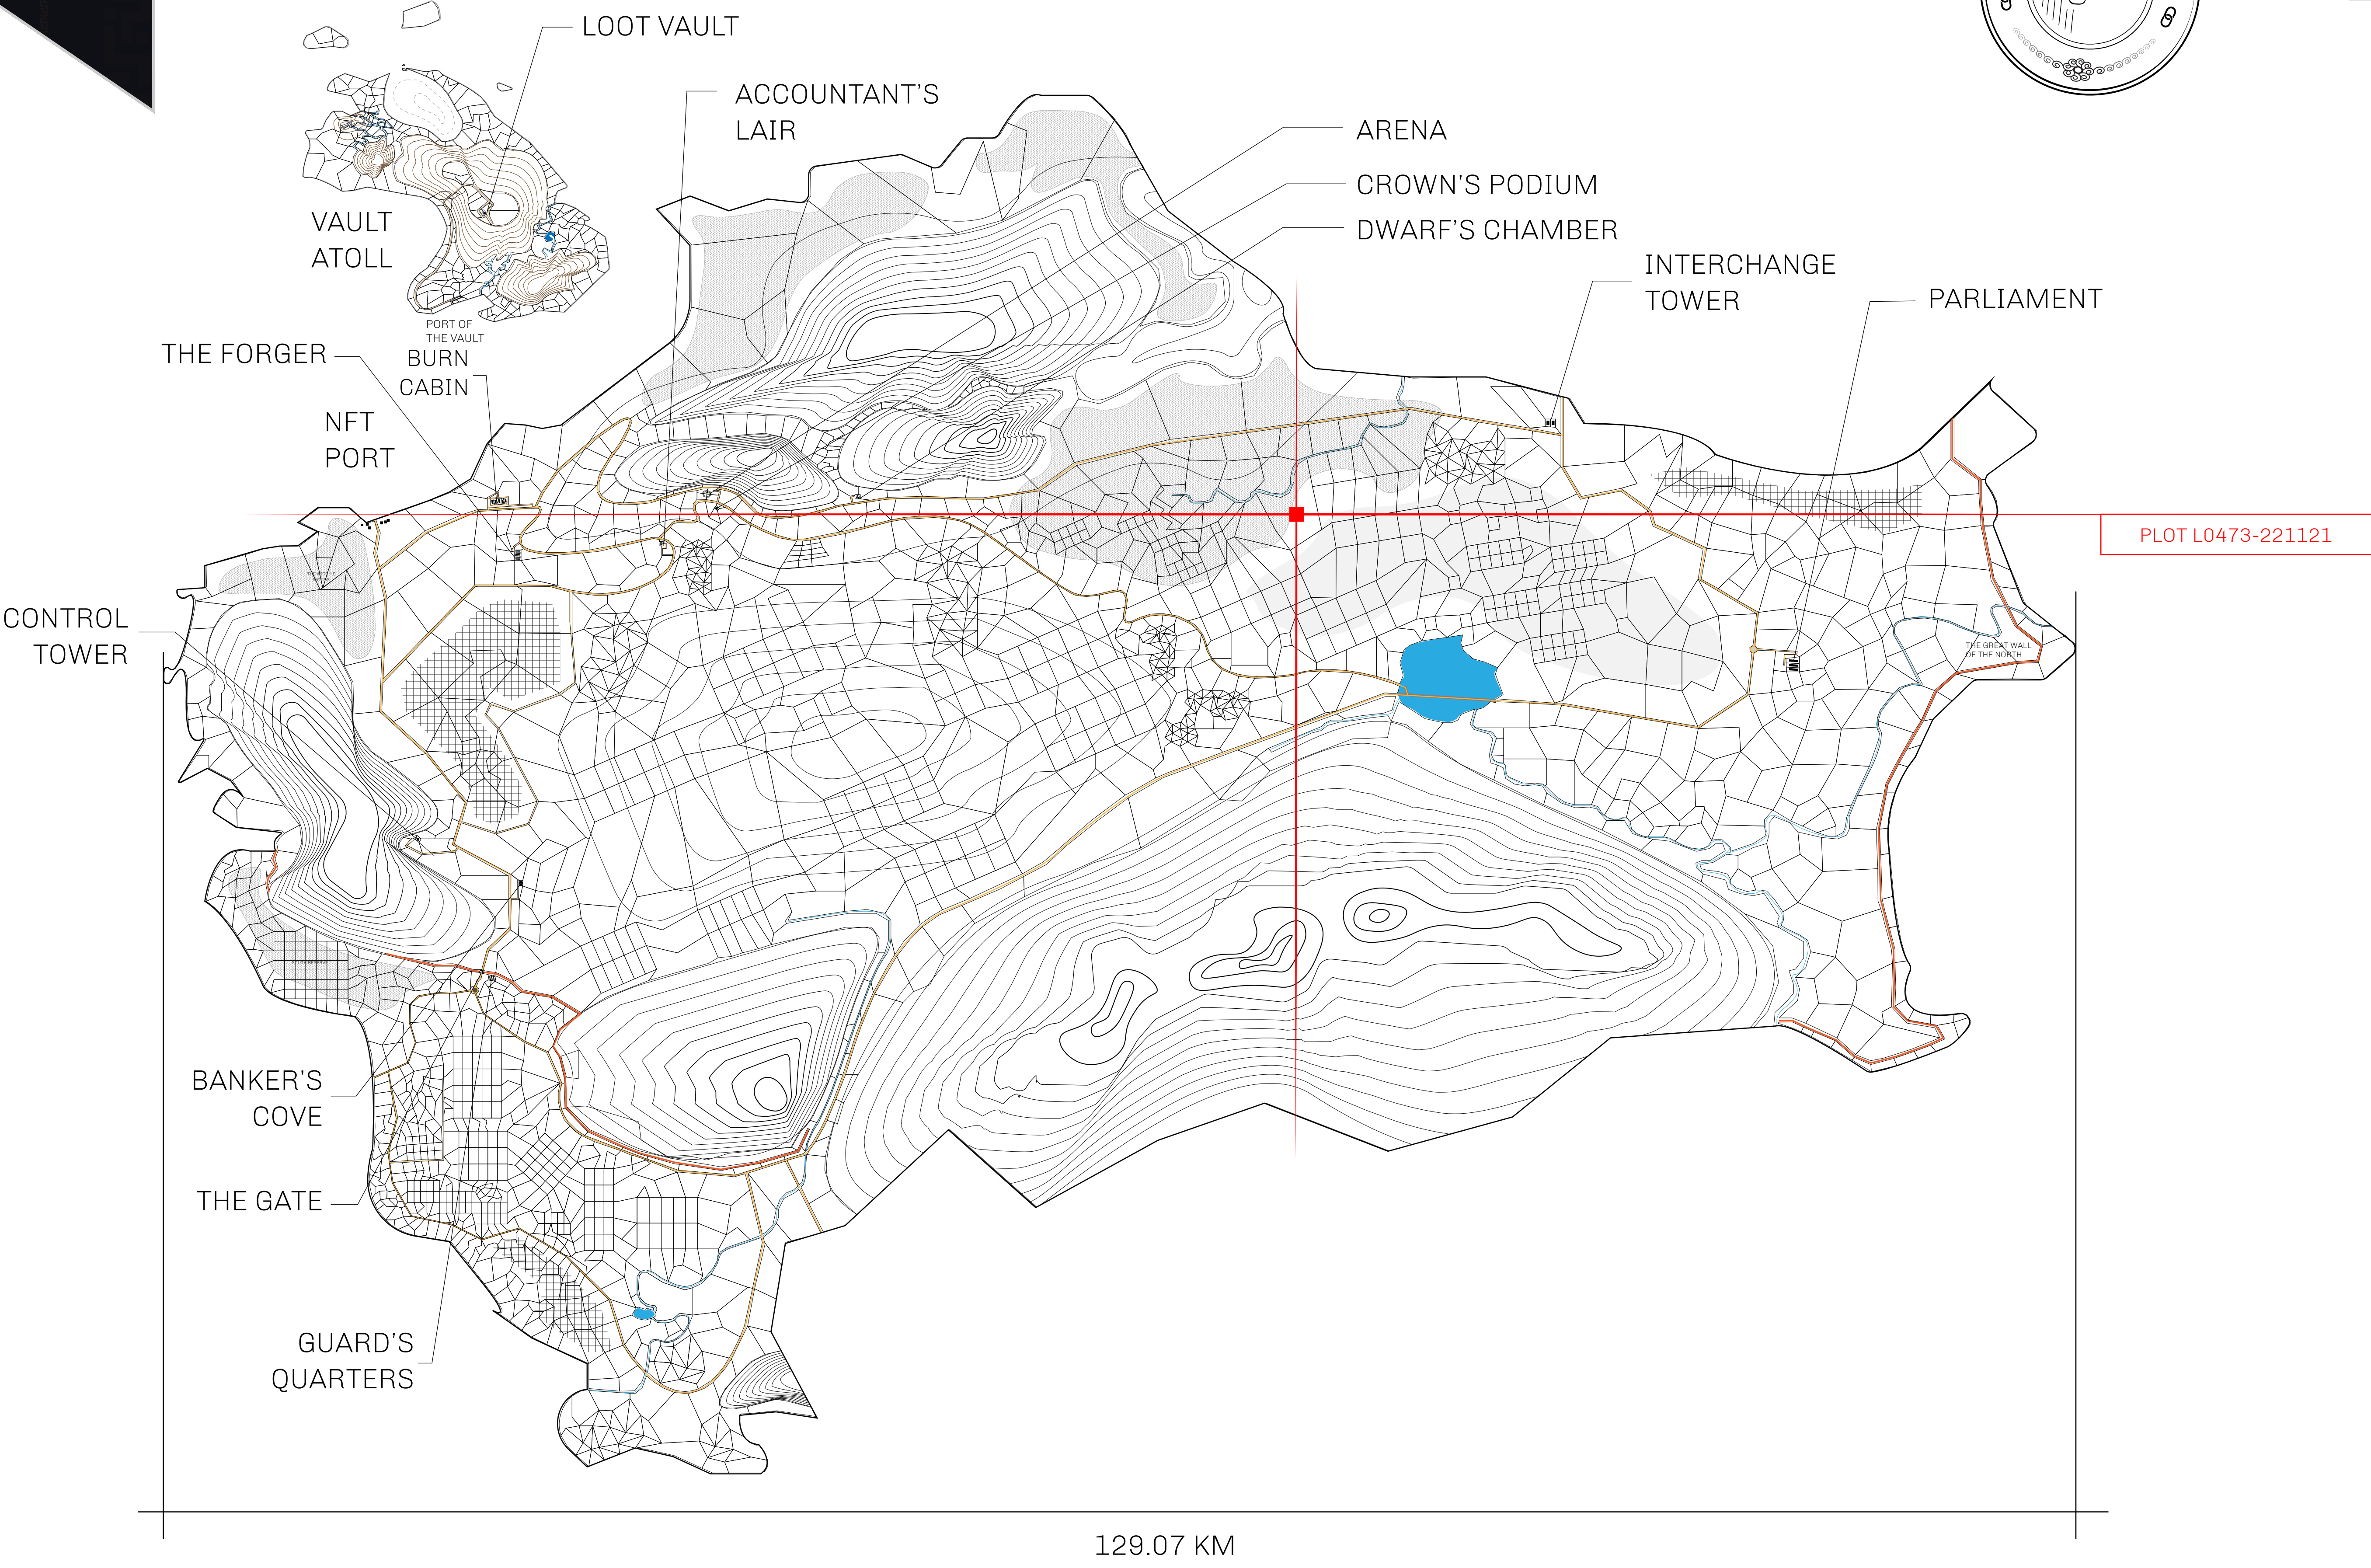 LOOT VAULT
ACCOUNTANT'S
LAIR
ARENA
CROWN'S PODIUM
DWARF'S CHAMBER
VAULT
ATOLL
INTERCHANGE
TOWER
PARLIAMENT
PORT OF
THE VAULT
THE FORGER
BURN
CABIN
NFT
PORT
PLOT L0473-221121
CONTROL
TOWER
THE GREAT WALL
OF THE NORTH
BANKER'S
COVE
THE GATE
GUARD'S
QUARTERS
129.07 KM